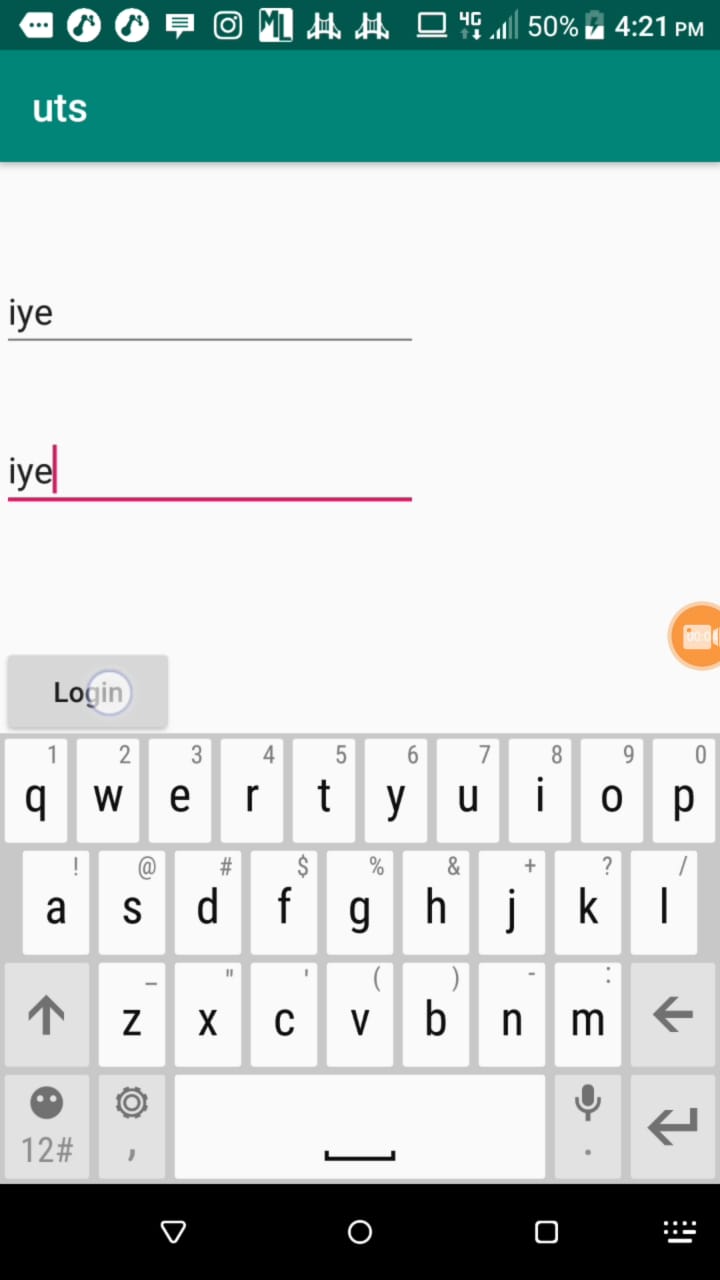 4G 50% 4:21 PM
uts
iye
iye
Login
1 2 3 4 5 6 7 8 9 0
q w e r t y u i o p
! @ # $ % & + ? /
a s d f g h j k l
_ " ' ( ) - :
z x c v b n m
12# , .